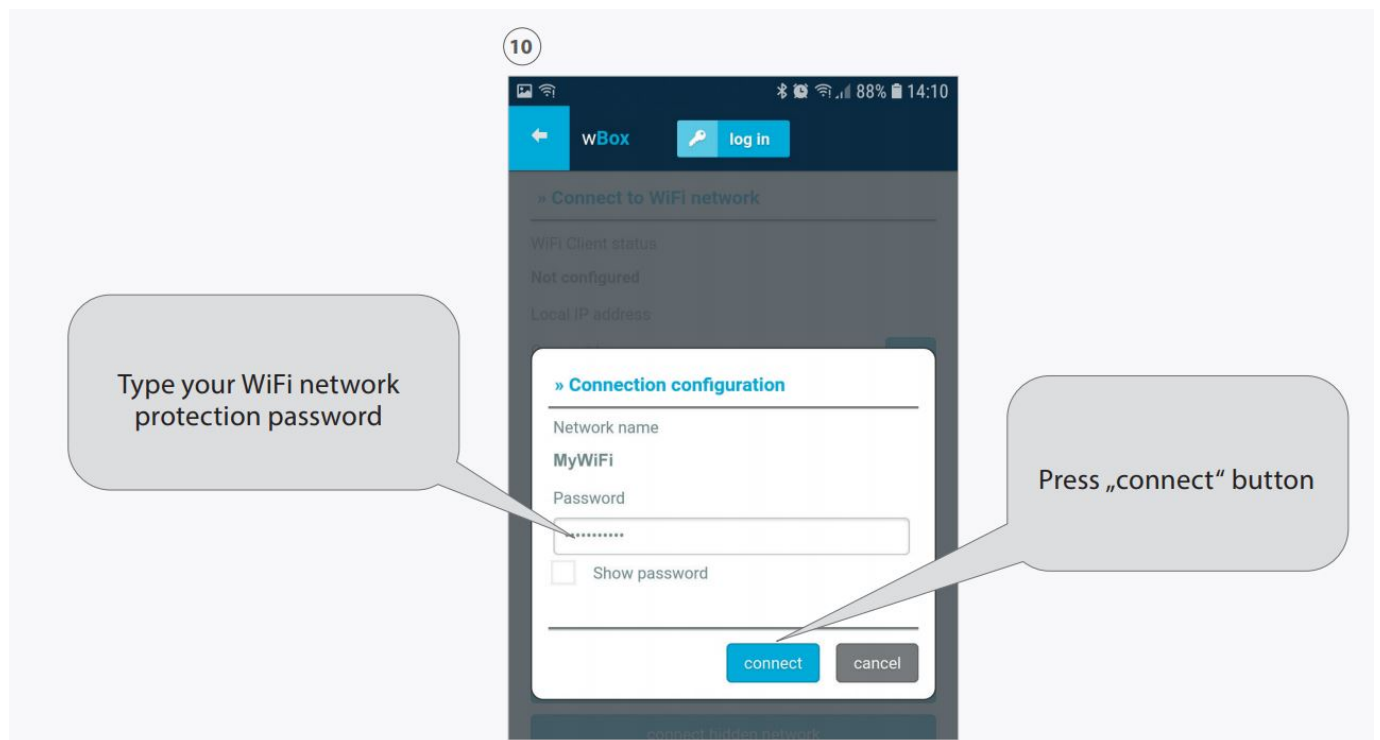 10
88% 14:10
wBox
log in
» Connect to WiFi network
WiFi Client status
Not configured
Local IP address
» Connection configuration
Network name
MyWiFi
Password
••••••••••
Show password
connect cancel
connect hidden network
Type your WiFi network
protection password
Press „connect“ button